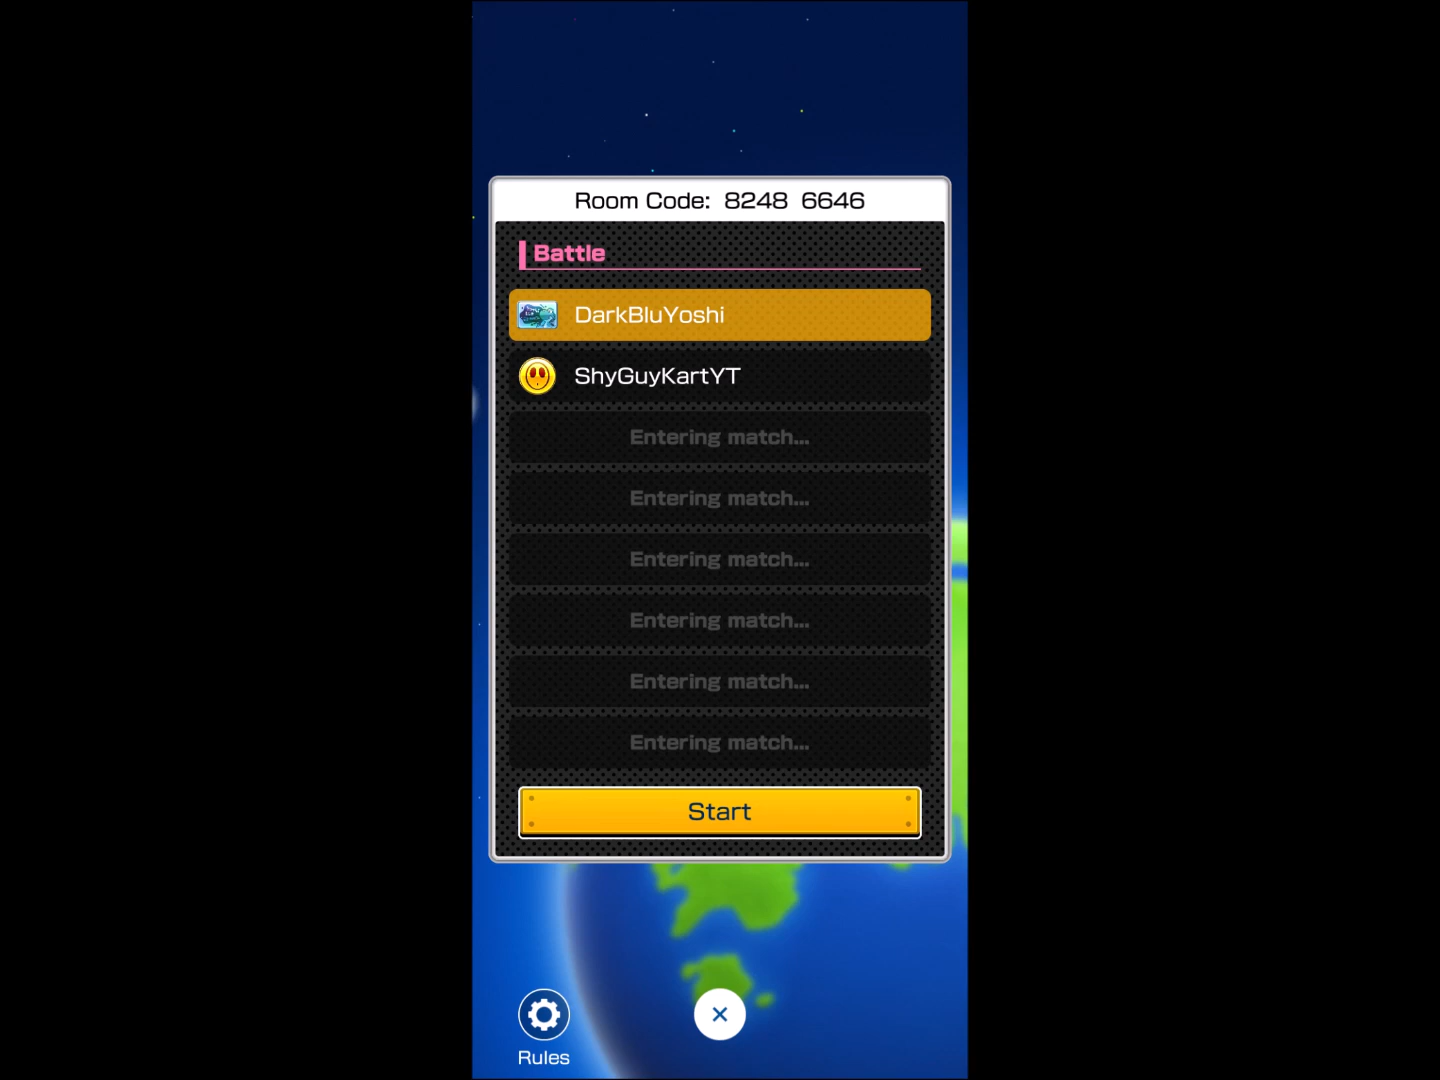 Room Code: 8248 6646
Battle
DarkBluYoshi
ShyGuyKartYT
Entering match...
Entering match...
Entering match...
Entering match...
Entering match...
Entering match...
Start
Rules